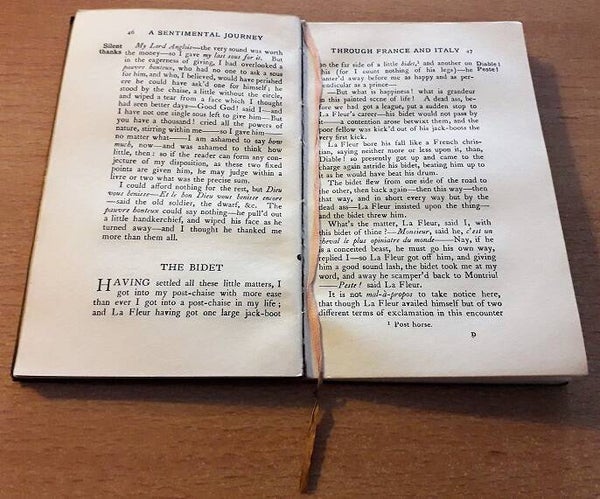 46 A SENTIMENTAL JOURNEY
Silent thanks
My Lord Anglois—the very sound was worth
the money—so I gave my last sous for it. But
in the eagerness of giving, I had overlooked a
pauvre honteux, who had no one to ask a sous
for him, and who, I believed, would have perished
ere he could have ask'd one for himself; he
stood by the chaise, a little without the circle,
and wiped a tear from a face which I thought
had seen better days—Good God! said I—and
I have not one single sous left to give him—But
you have a thousand! cried all the powers of
nature, stirring within me—so I gave him—
no matter what—I am ashamed to say how
much, now—and was ashamed to think how
little, then: so if the reader can form any con-
jecture of my disposition, as these two fixed
points are given him, he may judge within a
livre or two what was the precise sum.
I could afford nothing for the rest, but Dieu
vous benisse—Et le bon Dieu vous benisse encore
—said the old soldier, the dwarf, &c. The
pauvre honteux could say nothing—he pull'd out
a little handkerchief, and wiped his face as he
turned away—and I thought he thanked me
more than them all.
THE BIDET
HAVING settled all these little matters, I
got into my post-chaise with more ease
than ever I got into a post-chaise in my life;
and La Fleur having got one large jack-boot
THROUGH FRANCE AND ITALY 47
on the far side of a little bidet,¹ and another on
this (for I count nothing of his legs)—he
canter'd away before me as happy and as per-
pendicular as a prince—
Diable!
Peste!
—But what is happiness! what is grandeur
in this painted scene of life! A dead ass, be-
fore we had got a league, put a sudden stop to
La Fleur's career—his bidet would not pass by
it—a contention arose betwixt them, and the
poor fellow was kick'd out of his jack-boots the
very first kick.
La Fleur bore his fall like a French chris-
tian, saying neither more or less upon it, than,
Diable! so presently got up and came to the
charge again astride his bidet, beating him up to
it as he would have beat his drum.
The bidet flew from one side of the road to
the other, then back again—then this way—then
that way, and in short every way but by the
dead ass—La Fleur insisted upon the thing—
and the bidet threw him.
What's the matter, La Fleur, said I, with
this bidet of thine?—Monsieur, said he, c'est un
cheval le plus opiniatre du monde—Nay, if he
is a conceited beast, he must go his own way,
replied I—so La Fleur got off him, and giving
him a good sound lash, the bidet took me at my
word, and away he scamper'd back to Montriul
—Peste! said La Fleur.
It is not mal-à-propos to take notice here,
that though La Fleur availed himself but of two
different terms of exclamation in this encounter
¹ Post horse.
D